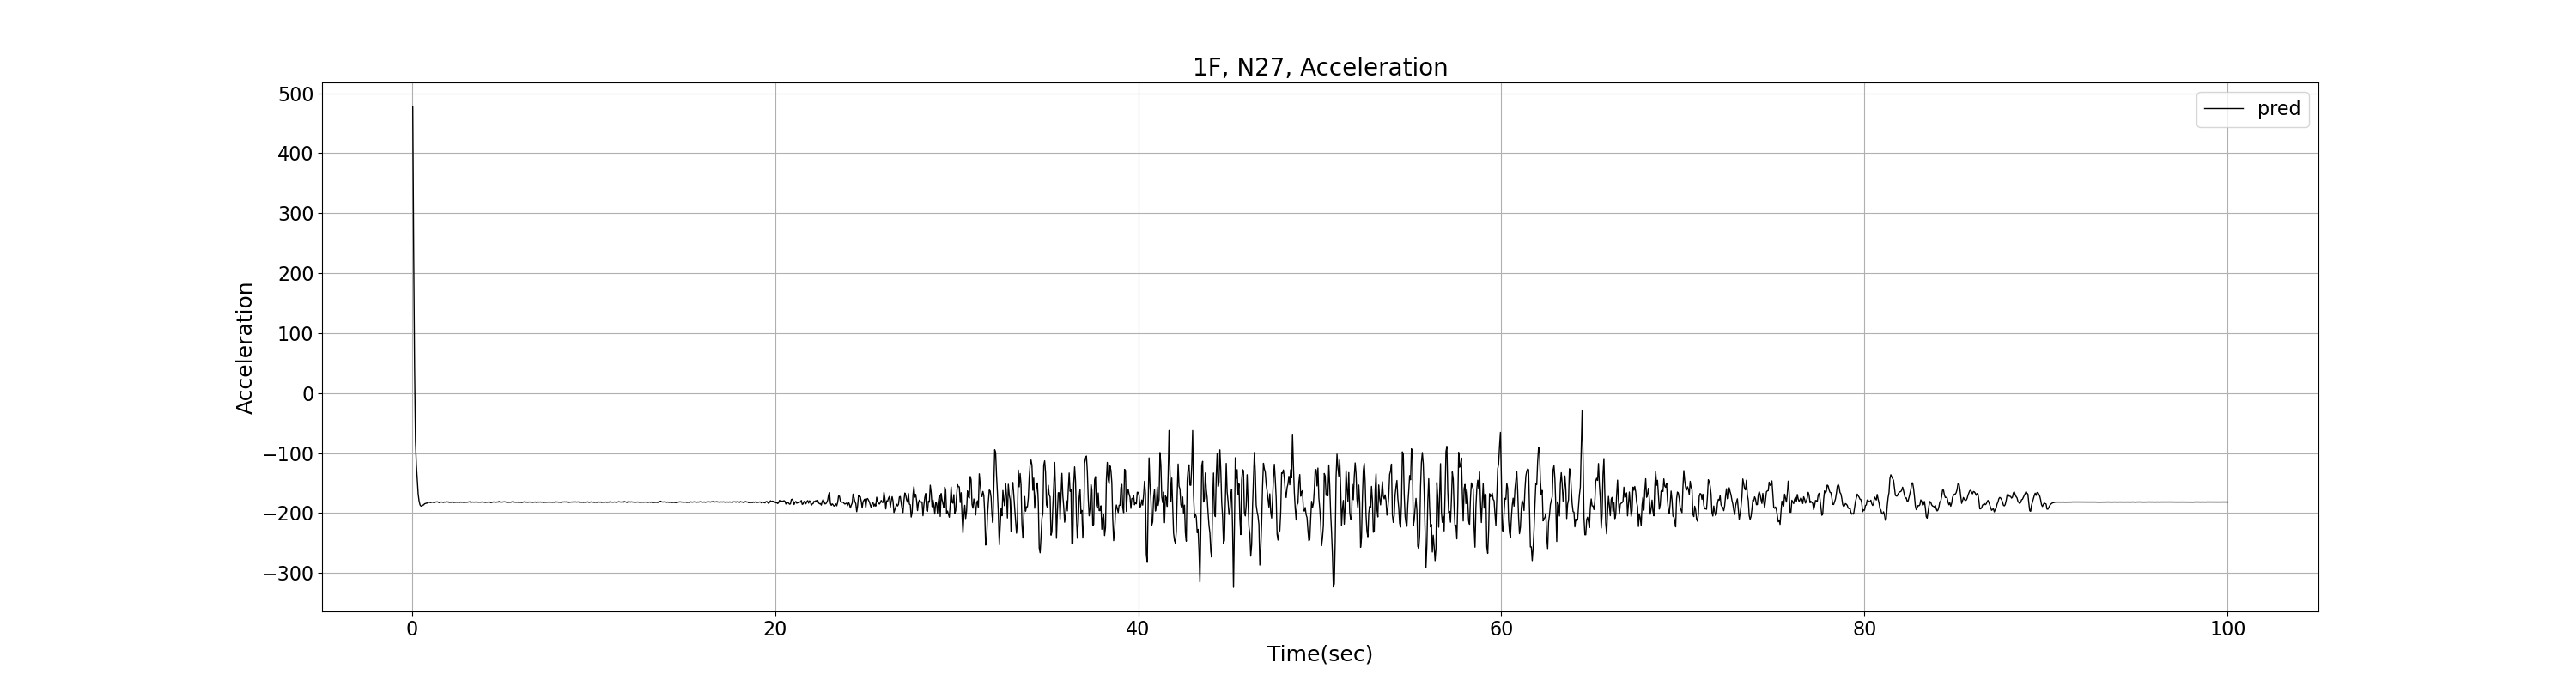 1F, N27, Acceleration
pred
Acceleration
500
400
300
200
100
0
−100
−200
−300
0 20 40 60 80 100
Time(sec)